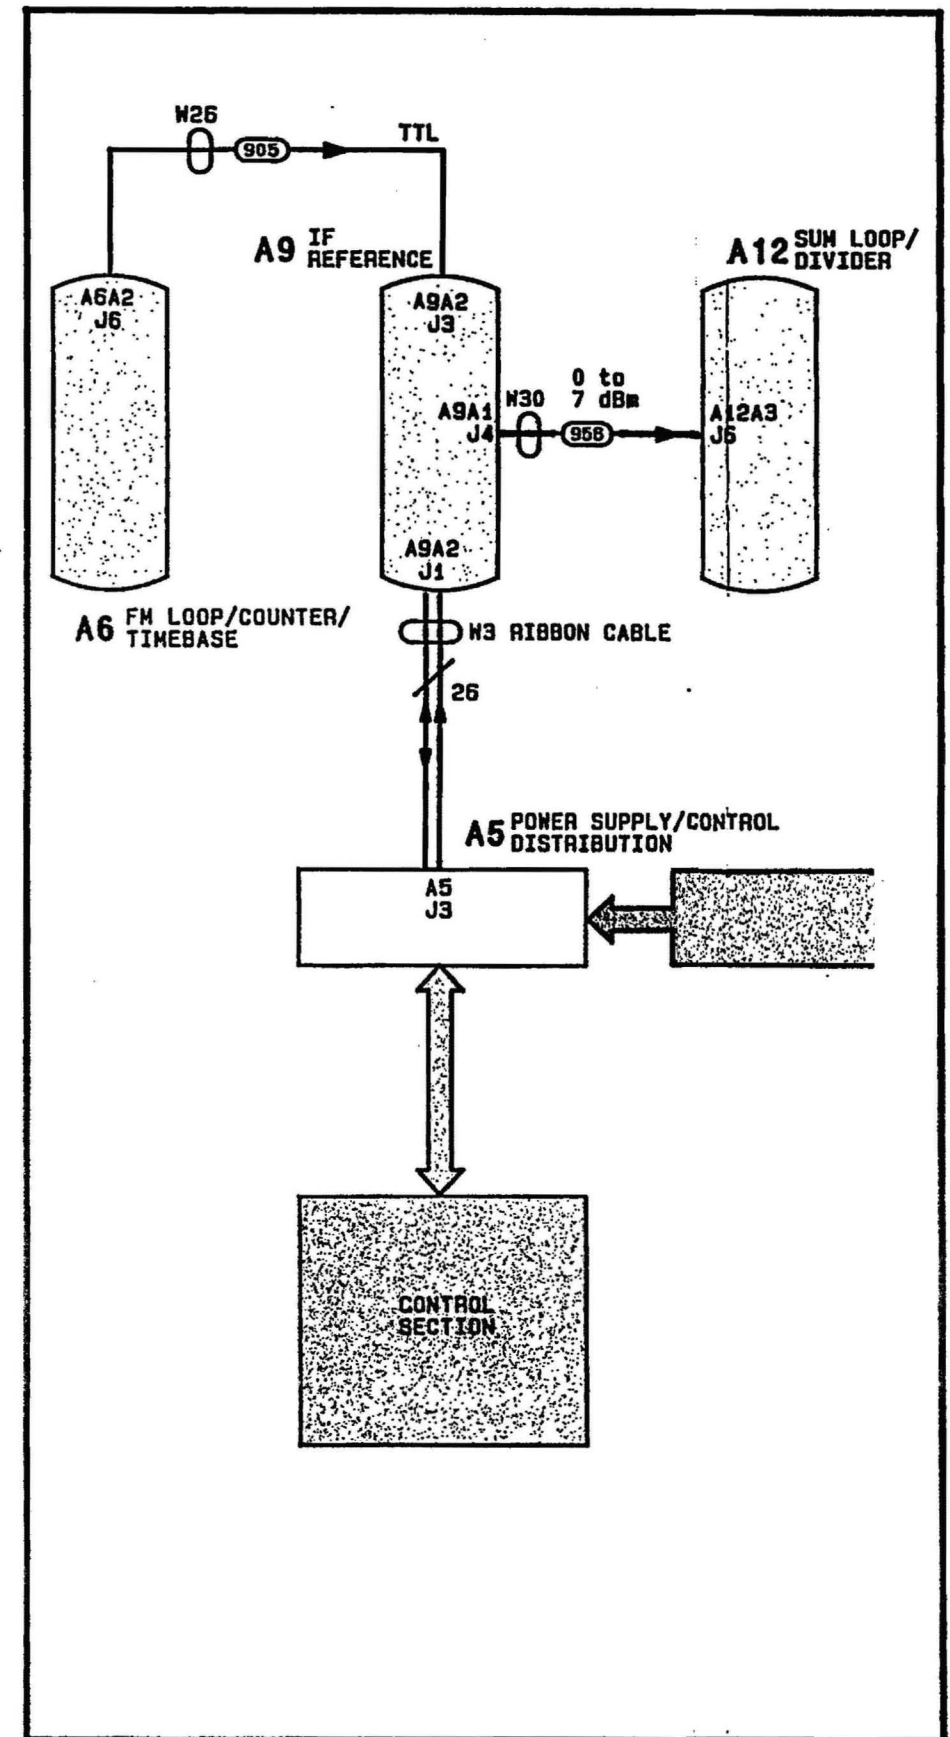 W26
905
TTL
A9 IF
REFERENCE
A12 SUM LOOP/
DIVIDER
A6A2
J6
A9A2
J3
0 to
7 dBm
A9A1
J4
W30
956
A12A3
J5
A9A2
J1
A6 FM LOOP/COUNTER/
TIMEBASE
W3 RIBBON CABLE
26
A5 POWER SUPPLY/CONTROL
DISTRIBUTION
A5
J3
CONTROL
SECTION